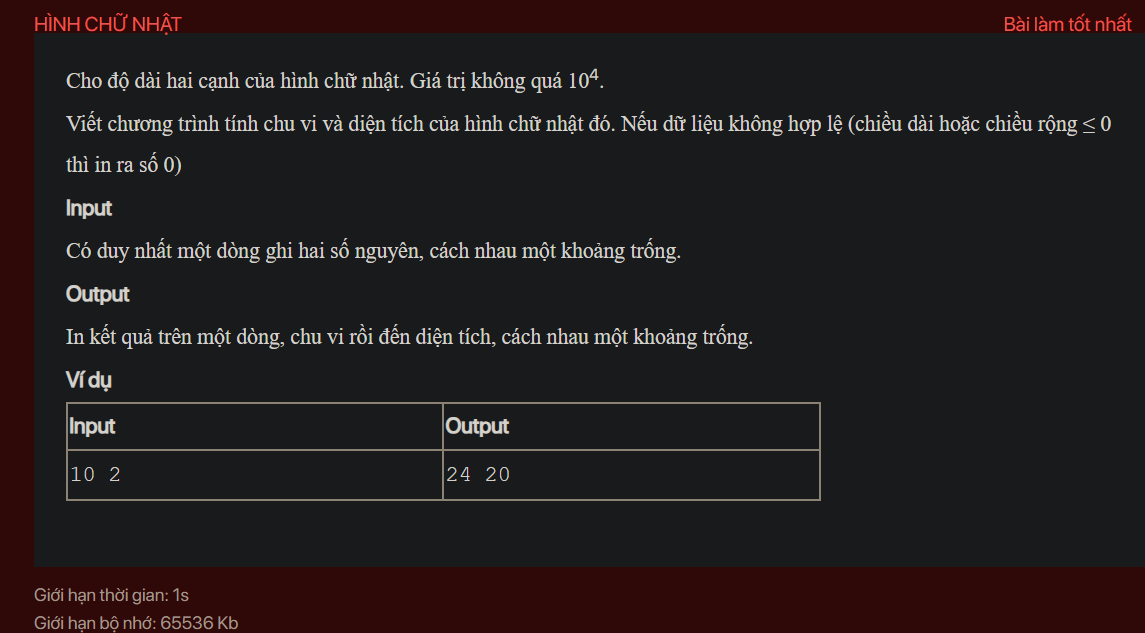 HÌNH CHỮ NHẬT
Bài làm tốt nhất
Cho độ dài hai cạnh của hình chữ nhật. Giá trị không quá 10⁴.
Viết chương trình tính chu vi và diện tích của hình chữ nhật đó. Nếu dữ liệu không hợp lệ (chiều dài hoặc chiều rộng ≤ 0
thì in ra số 0)
Input
Có duy nhất một dòng ghi hai số nguyên, cách nhau một khoảng trống.
Output
In kết quả trên một dòng, chu vi rồi đến diện tích, cách nhau một khoảng trống.
Ví dụ
Input Output
10 2 24 20
Giới hạn thời gian: 1s
Giới hạn bộ nhớ: 65536 Kb